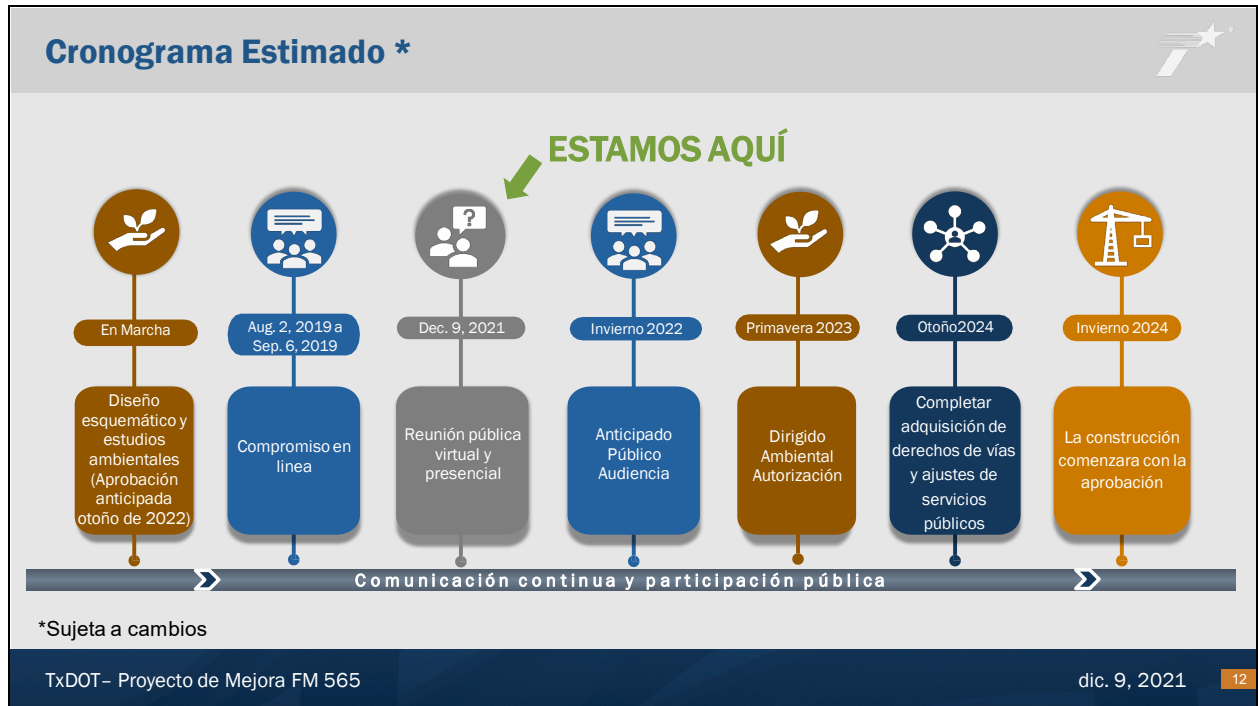 Cronograma Estimado *
ESTAMOS AQUÍ
?
En Marcha
Diseño
esquemático y
estudios
ambientales
(Aprobación
anticipada
otoño de 2022)
Aug. 2, 2019 a
Sep. 6, 2019
Compromiso en
linea
Dec. 9, 2021
Reunión pública
virtual y
presencial
Invierno 2022
Anticipado
Público
Audiencia
Primavera 2023
Dirigido
Ambiental
Autorización
Otoño2024
Completar
adquisición de
derechos de vías
y ajustes de
servicios
públicos
Invierno 2024
La construcción
comenzara con la
aprobación
Comunicación continua y participación pública
*Sujeta a cambios
TxDOT– Proyecto de Mejora FM 565
dic. 9, 2021
12